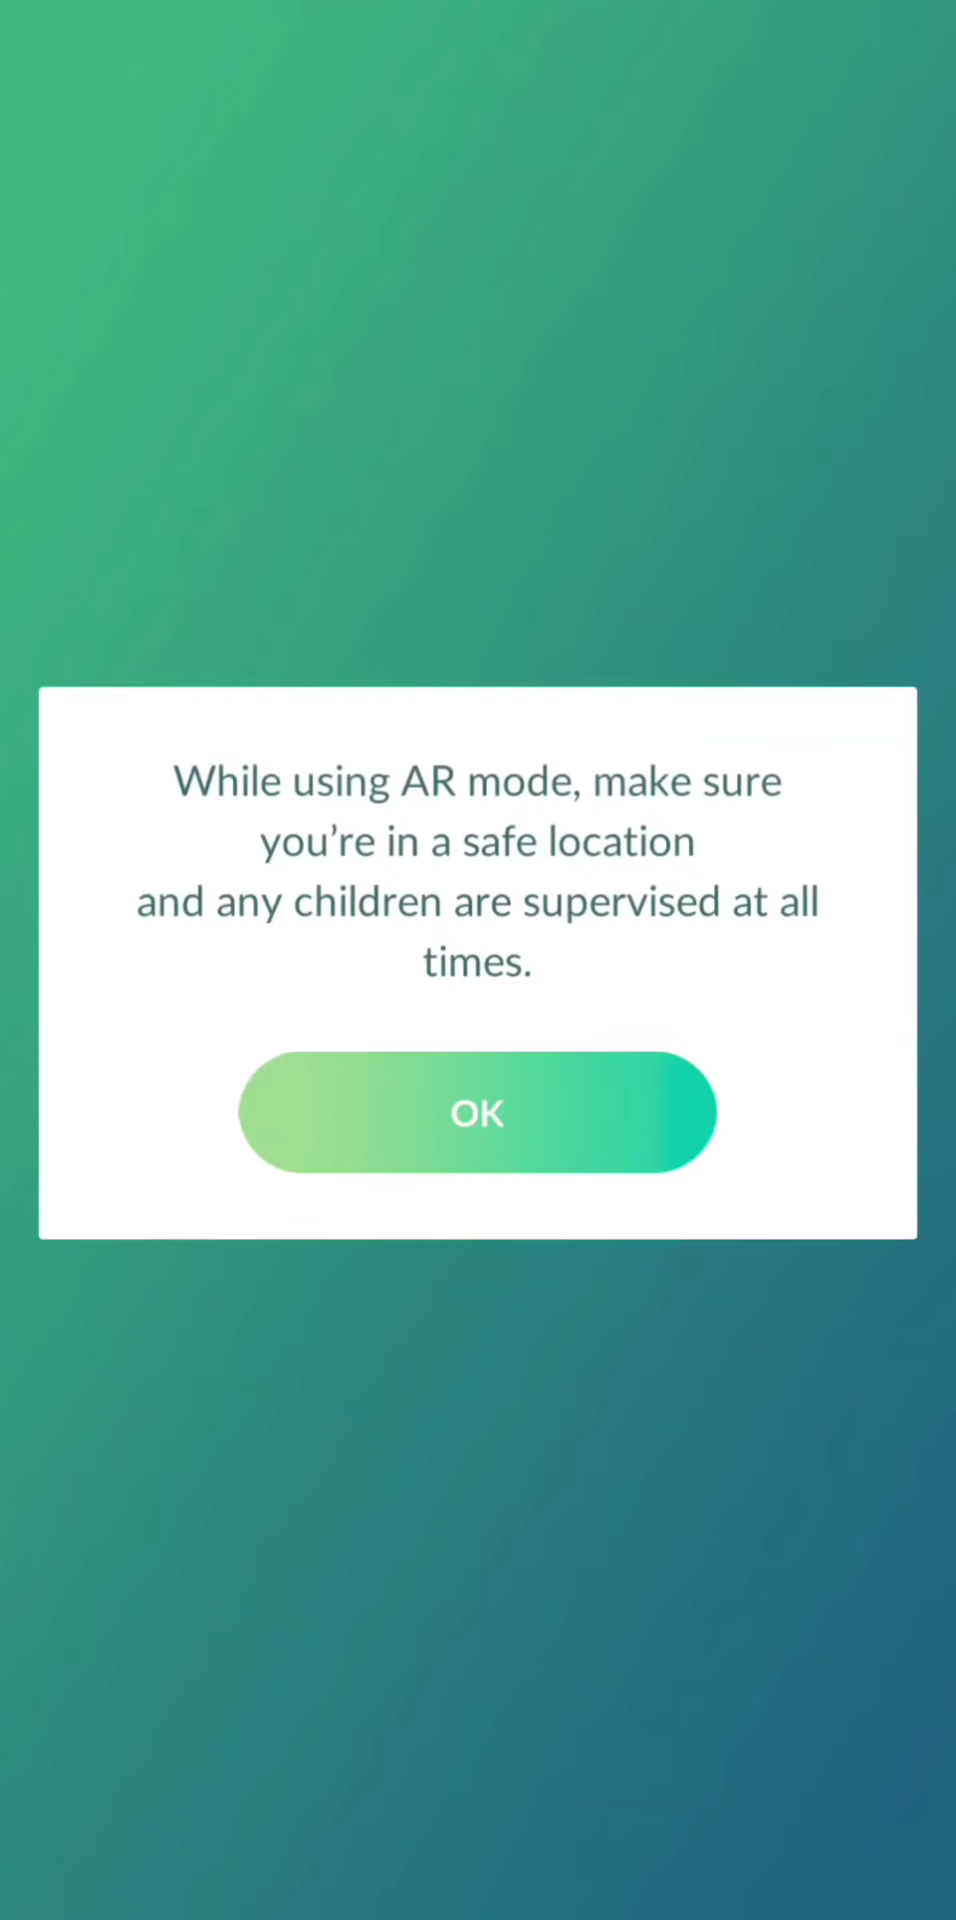 While using AR mode, make sure
you’re in a safe location
and any children are supervised at all
times.
OK